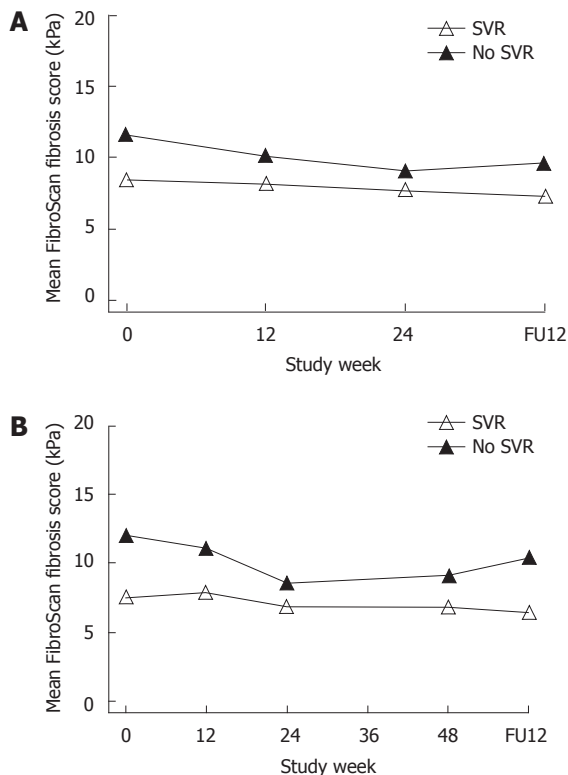 A
20
15
10
5
0
Mean FibroScan fibrosis score (kPa)
SVR
No SVR
0 12 24 FU12
Study week
B
20
15
10
5
0
Mean FibroScan fibrosis score (kPa)
SVR
No SVR
0 12 24 36 48 FU12
Study week